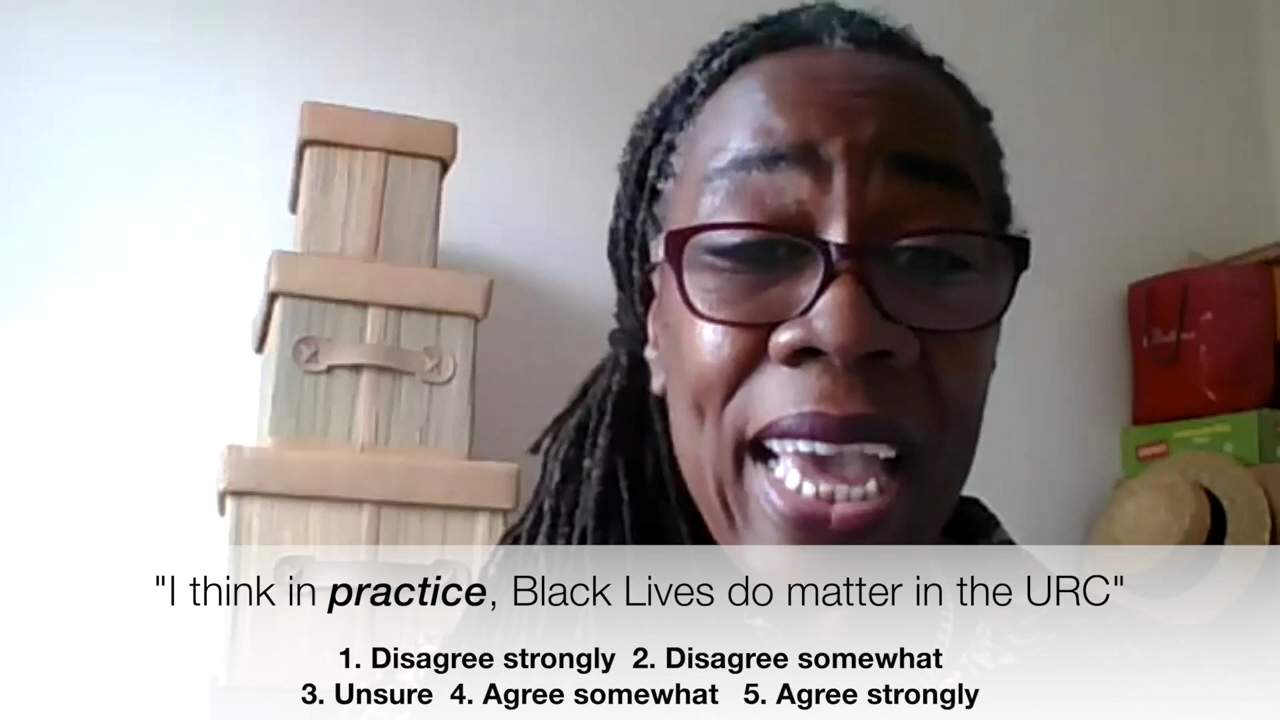 "I think in practice, Black Lives do matter in the URC"
1. Disagree strongly 2. Disagree somewhat
3. Unsure 4. Agree somewhat 5. Agree strongly